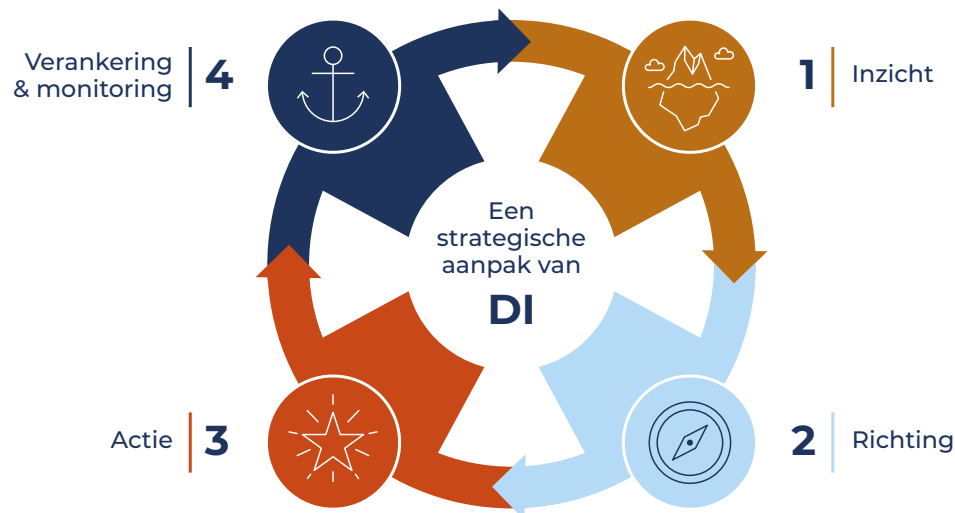 Verankering
& monitoring
4
1
Inzicht
Een
strategische
aanpak van
DI
Actie
3
2
Richting